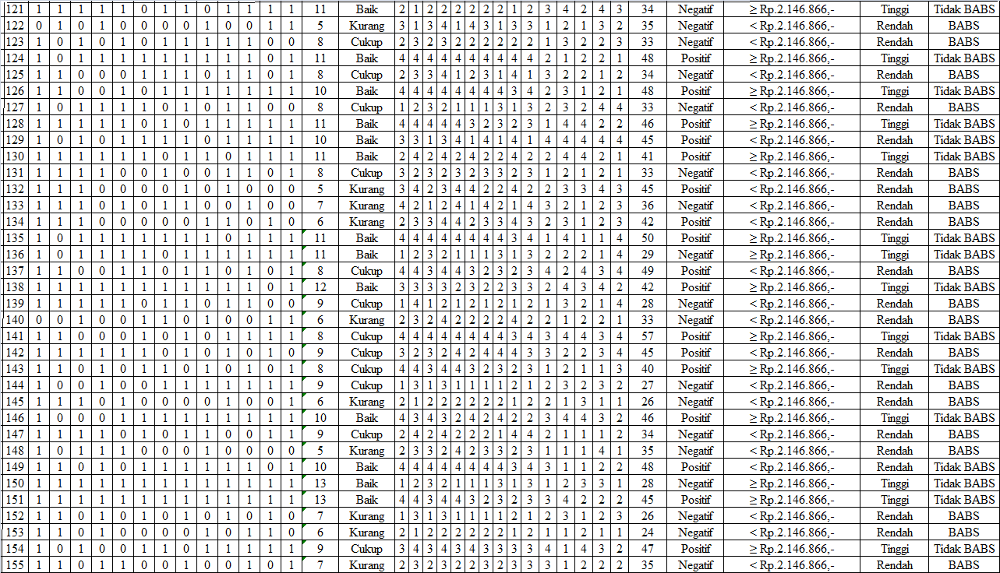 121 1 1 1 1 1 0 1 1 0 1 1 1 1 11 Baik 2 1 2 2 2 2 2 2 1 2 3 4 2 4 3 34 Negatif ≥ Rp.2.146.866,- Tinggi Tidak BABS
122 0 1 0 1 0 0 0 0 1 0 0 1 1 5 Kurang 3 1 3 4 1 4 3 1 3 3 1 2 1 3 2 35 Negatif < Rp.2.146.866,- Rendah BABS
123 1 0 1 0 1 0 1 1 1 1 0 0 1 8 Cukup 2 3 2 3 2 2 2 2 2 1 3 2 2 2 3 33 Negatif < Rp.2.146.866,- Rendah BABS
124 1 0 1 1 1 1 1 1 1 1 1 0 1 11 Baik 4 4 4 4 4 4 4 4 4 4 2 1 2 2 1 48 Positif ≥ Rp.2.146.866,- Tinggi Tidak BABS
125 1 1 0 0 0 1 1 1 0 1 1 0 1 8 Cukup 2 3 3 4 1 2 3 1 4 1 3 2 2 1 2 34 Negatif < Rp.2.146.866,- Rendah BABS
126 1 1 0 0 1 1 1 1 1 1 1 0 1 10 Baik 4 4 4 4 4 4 4 4 3 4 2 3 1 2 1 48 Positif ≥ Rp.2.146.866,- Tinggi Tidak BABS
127 1 0 1 1 1 1 1 0 1 0 1 0 0 8 Cukup 1 2 3 2 1 1 1 3 1 3 2 3 2 4 4 33 Negatif < Rp.2.146.866,- Rendah BABS
128 1 1 1 1 1 0 1 0 1 1 1 1 1 11 Baik 4 4 4 4 4 3 2 3 2 3 1 4 4 2 2 46 Positif ≥ Rp.2.146.866,- Tinggi Tidak BABS
129 1 0 1 0 1 1 1 1 0 1 1 1 1 10 Baik 3 3 1 3 4 1 4 1 4 1 4 4 4 4 4 45 Positif < Rp.2.146.866,- Rendah Tidak BABS
130 1 1 1 1 1 1 0 1 1 0 1 1 1 11 Baik 2 4 2 4 2 4 2 2 4 2 2 4 4 2 1 41 Positif ≥ Rp.2.146.866,- Tinggi Tidak BABS
131 1 1 1 1 0 1 0 0 1 1 0 0 1 8 Cukup 3 2 3 2 3 2 3 3 2 3 1 2 1 2 1 33 Negatif < Rp.2.146.866,- Rendah BABS
132 1 1 1 0 0 0 0 1 0 1 0 0 0 5 Kurang 3 4 2 3 4 4 2 2 4 2 2 3 3 4 3 45 Positif < Rp.2.146.866,- Rendah BABS
133 1 1 1 0 1 0 1 1 0 0 1 0 0 7 Kurang 4 2 1 2 4 1 4 2 1 4 3 2 1 2 3 36 Negatif < Rp.2.146.866,- Rendah BABS
134 1 1 1 0 0 0 0 0 1 1 0 1 0 6 Kurang 2 3 3 4 4 2 3 3 4 3 2 3 1 2 3 42 Positif < Rp.2.146.866,- Rendah BABS
135 1 0 1 1 1 1 1 1 1 0 1 1 1 11 Baik 4 4 4 4 4 4 4 4 3 4 1 4 1 1 4 50 Positif ≥ Rp.2.146.866,- Tinggi Tidak BABS
136 1 0 1 1 1 1 0 1 1 1 1 1 1 11 Baik 1 2 3 2 1 1 1 3 1 3 2 2 2 1 4 29 Negatif ≥ Rp.2.146.866,- Tinggi Tidak BABS
137 1 1 0 0 1 1 0 1 1 0 1 0 1 8 Cukup 4 4 3 4 4 3 2 3 2 3 4 2 4 3 4 49 Positif < Rp.2.146.866,- Rendah BABS
138 1 1 1 1 1 1 1 1 1 1 1 0 1 12 Baik 3 3 3 3 2 3 2 2 3 3 2 4 3 4 2 42 Positif ≥ Rp.2.146.866,- Tinggi Tidak BABS
139 1 1 1 1 1 0 1 1 0 1 0 0 1 9 Cukup 1 4 1 2 1 2 1 2 1 2 1 3 2 1 4 28 Negatif < Rp.2.146.866,- Rendah BABS
140 0 0 1 0 0 1 1 0 1 0 0 1 1 6 Kurang 2 3 2 4 2 2 2 2 4 2 2 1 2 2 1 33 Negatif < Rp.2.146.866,- Rendah BABS
141 1 1 0 0 0 1 0 1 0 1 1 1 1 8 Cukup 4 4 4 4 4 4 4 4 3 4 3 4 4 3 4 57 Positif ≥ Rp.2.146.866,- Tinggi Tidak BABS
142 1 1 1 1 1 0 1 0 1 0 1 0 1 9 Cukup 3 2 3 2 4 2 4 4 4 3 3 2 2 3 4 45 Positif < Rp.2.146.866,- Rendah BABS
143 1 0 1 0 1 0 1 0 1 1 1 0 1 8 Cukup 4 4 3 4 4 3 2 3 2 3 1 2 1 1 3 40 Positif ≥ Rp.2.146.866,- Tinggi Tidak BABS
144 1 0 0 1 0 1 1 1 1 1 1 0 1 9 Cukup 1 3 1 3 1 1 1 1 2 1 2 3 2 3 2 27 Negatif < Rp.2.146.866,- Rendah BABS
145 1 1 1 0 1 0 0 0 0 1 0 0 1 6 Kurang 2 1 2 2 2 2 2 2 1 2 2 1 3 1 1 26 Negatif < Rp.2.146.866,- Rendah BABS
146 1 0 0 0 1 1 1 1 1 1 1 1 1 10 Baik 4 3 4 3 2 4 2 4 2 2 3 4 4 3 2 46 Positif ≥ Rp.2.146.866,- Tinggi Tidak BABS
147 1 1 1 1 1 0 1 0 0 1 1 0 1 9 Cukup 2 4 2 4 2 2 2 1 4 4 2 1 1 1 2 34 Negatif < Rp.2.146.866,- Rendah BABS
148 1 0 1 1 1 0 0 0 1 0 0 0 0 5 Kurang 2 3 3 2 4 2 3 3 2 3 1 1 1 4 1 35 Negatif < Rp.2.146.866,- Rendah BABS
149 1 1 0 1 0 1 1 1 1 1 1 0 1 10 Baik 4 4 4 4 4 4 4 4 3 4 3 1 1 2 2 48 Positif < Rp.2.146.866,- Rendah Tidak BABS
150 1 1 1 1 1 1 1 1 1 1 1 1 1 13 Baik 1 2 3 2 1 1 1 3 1 3 1 2 3 3 1 28 Negatif ≥ Rp.2.146.866,- Tinggi Tidak BABS
151 1 1 1 1 1 1 1 1 1 1 1 1 1 13 Baik 4 4 3 4 4 3 2 3 2 3 3 4 2 2 2 45 Positif ≥ Rp.2.146.866,- Tinggi Tidak BABS
152 1 1 0 1 0 1 0 1 0 1 0 1 0 7 Kurang 1 3 1 3 1 1 1 1 2 1 2 3 1 2 3 26 Negatif < Rp.2.146.866,- Rendah BABS
153 1 1 0 1 0 0 0 0 1 0 1 1 0 6 Kurang 2 1 2 2 2 2 2 2 1 2 1 1 2 1 1 24 Negatif < Rp.2.146.866,- Rendah BABS
154 1 0 1 0 0 1 1 0 1 1 1 1 1 9 Cukup 3 4 3 4 3 4 3 3 3 3 4 1 4 3 2 47 Positif ≥ Rp.2.146.866,- Tinggi Tidak BABS
155 1 1 0 1 1 1 0 0 1 0 1 0 1 7 Kurang 2 3 2 3 2 2 3 2 3 3 3 1 2 2 2 35 Negatif < Rp.2.146.866,- Rendah BABS